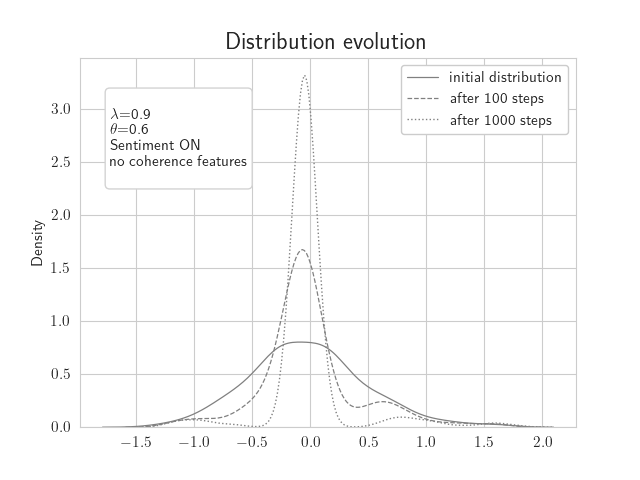 Distribution evolution
λ=0.9
θ=0.6
Sentiment ON
no coherence features
initial distribution
after 100 steps
after 1000 steps
Density
3.0
2.5
2.0
1.5
1.0
0.5
0.0
−1.5 −1.0 −0.5 0.0 0.5 1.0 1.5 2.0